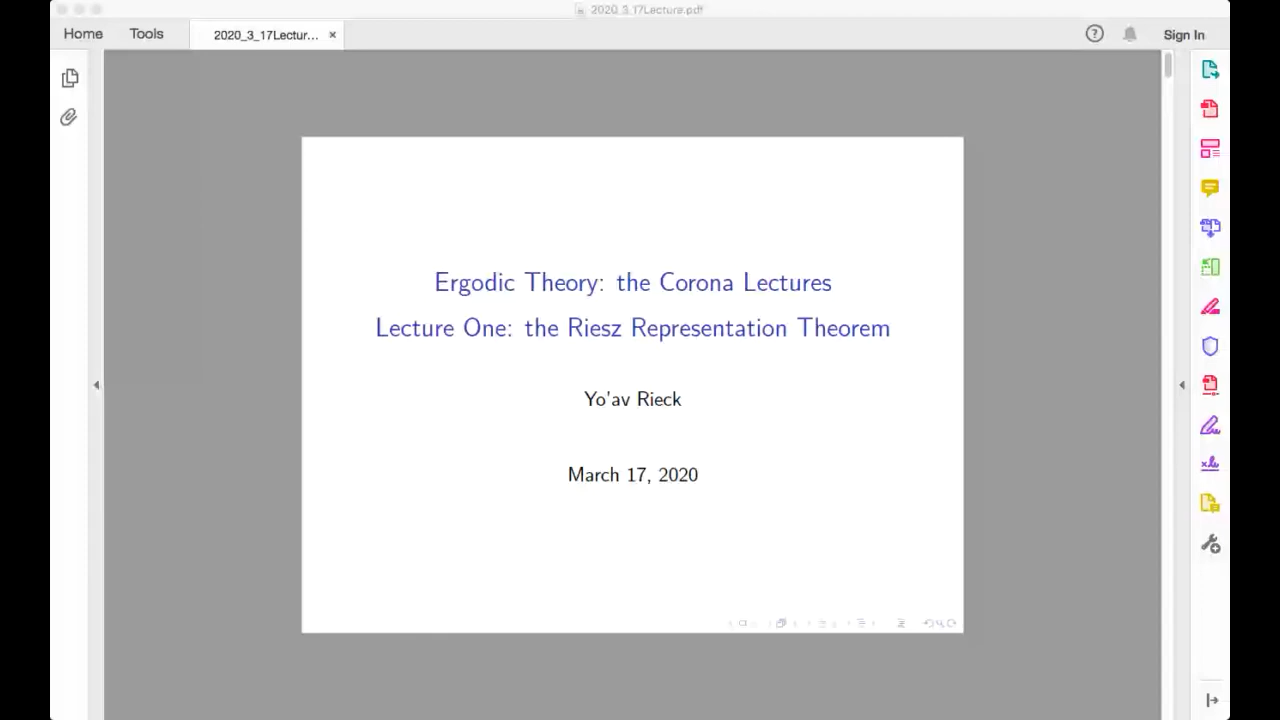 2020_3_17Lecture.pdf
Home Tools 2020_3_17Lectur... × Sign In
Ergodic Theory: the Corona Lectures
Lecture One: the Riesz Representation Theorem
Yo'av Rieck
March 17, 2020